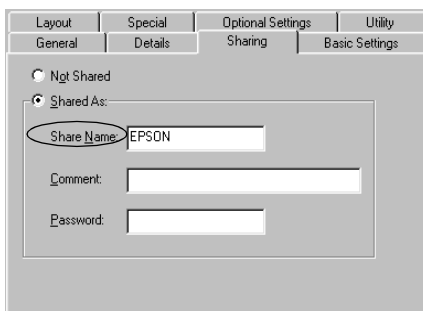 Layout Special Optional Settings Utility
General Details Sharing Basic Settings
Not Shared
Shared As:
Share Name: EPSON
Comment:
Password: